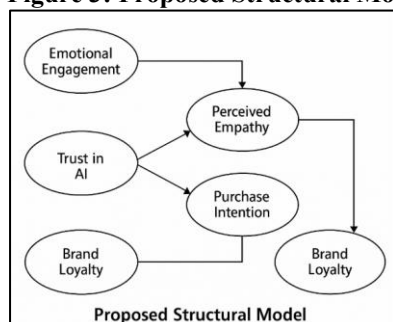 Figure 3: Proposed Structural Mo
Emotional
Engagement
Perceived
Empathy
Trust in
AI
Purchase
Intention
Brand
Loyalty
Brand
Loyalty
Proposed Structural Model